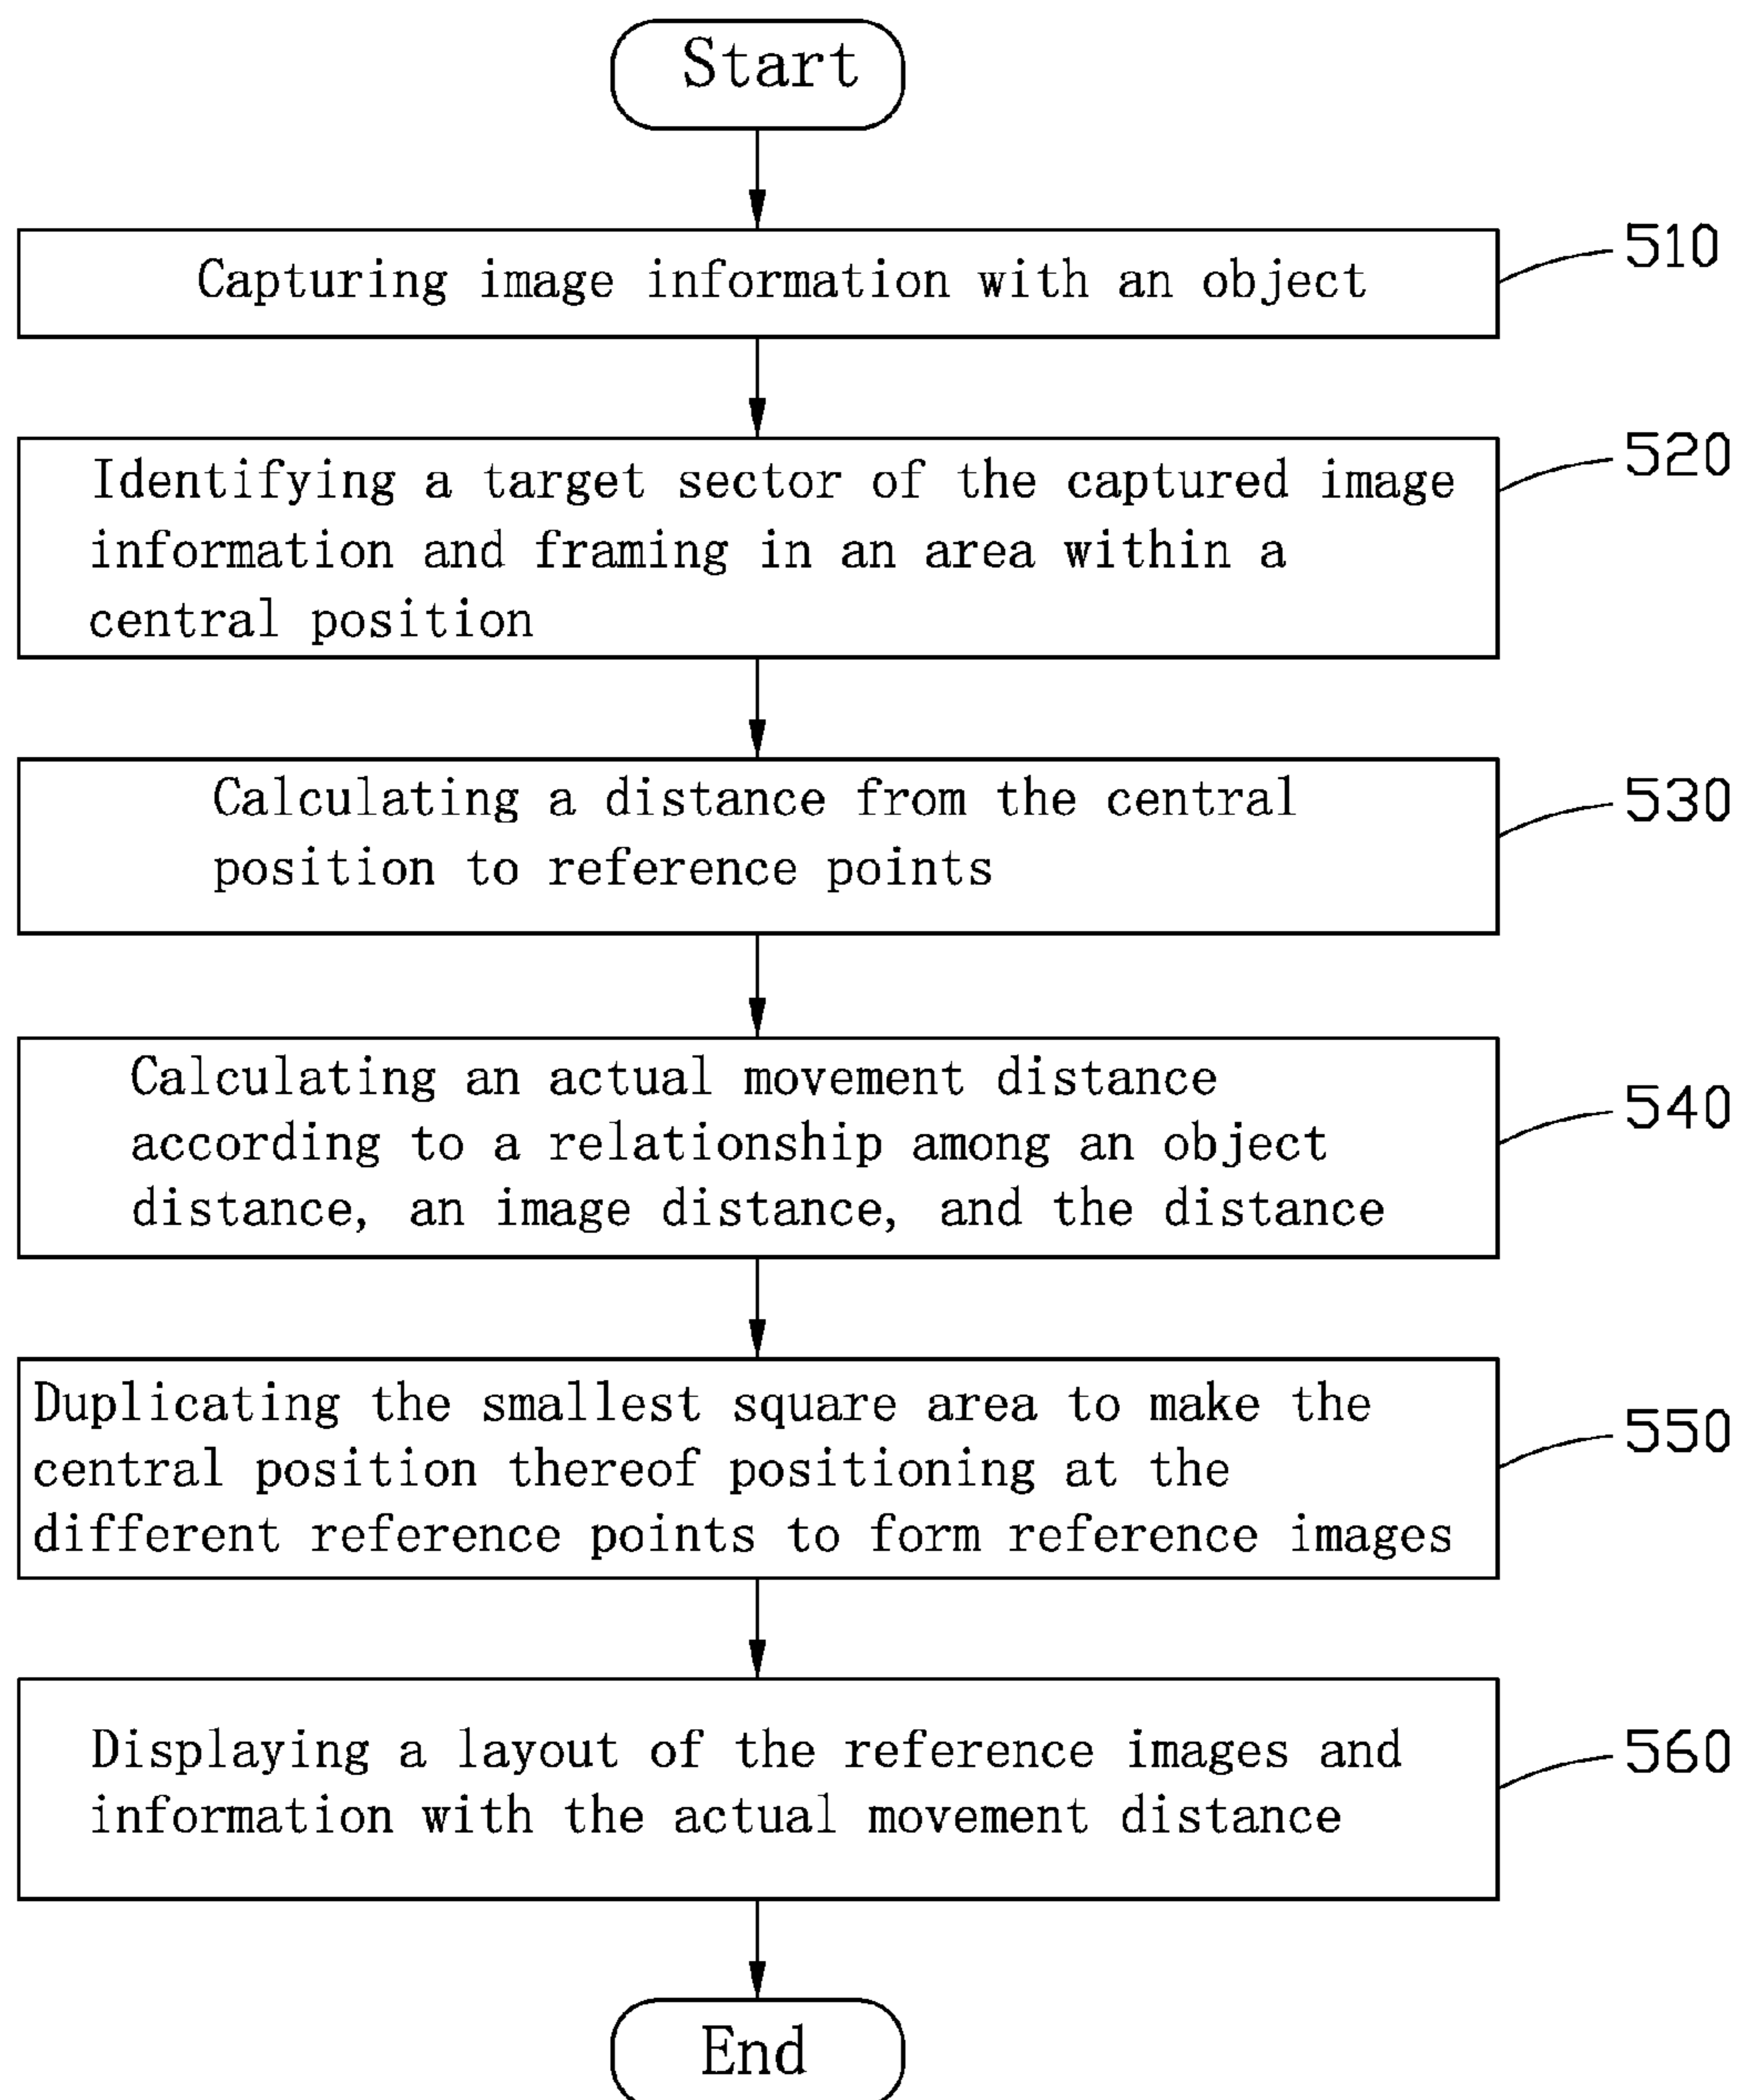 Start
Capturing image information with an object
510
Identifying a target sector of the captured image
information and framing in an area within a
central position
520
Calculating a distance from the central
position to reference points
530
Calculating an actual movement distance
according to a relationship among an object
distance, an image distance, and the distance
540
Duplicating the smallest square area to make the
central position thereof positioning at the
different reference points to form reference images
550
Displaying a layout of the reference images and
information with the actual movement distance
560
End